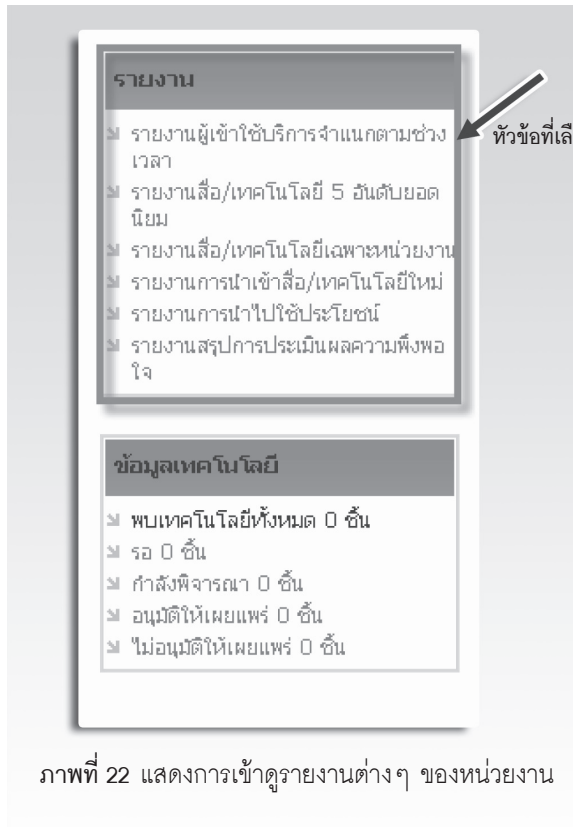 รายงาน
รายงานผู้เข้าใช้บริการจำแนกตามช่วง
เวลา
รายงานสื่อ/เทคโนโลยี 5 อันดับยอด
นิยม
รายงานสื่อ/เทคโนโลยีเฉพาะหน่วยงาน
รายงานการนำเข้าสื่อ/เทคโนโลยีใหม่
รายงานการนำไปใช้ประโยชน์
รายงานสรุปการประเมินผลความพึงพอ
ใจ
หัวข้อที่เลื
ข้อมูลเทคโนโลยี
พบเทคโนโลยีทั้งหมด 0 ชิ้น
รอ 0 ชิ้น
กำลังพิจารณา 0 ชิ้น
อนุมัติให้เผยแพร่ 0 ชิ้น
ไม่อนุมัติให้เผยแพร่ 0 ชิ้น
ภาพที่ 22 แสดงการเข้าดูรายงานต่างๆ ของหน่วยงาน